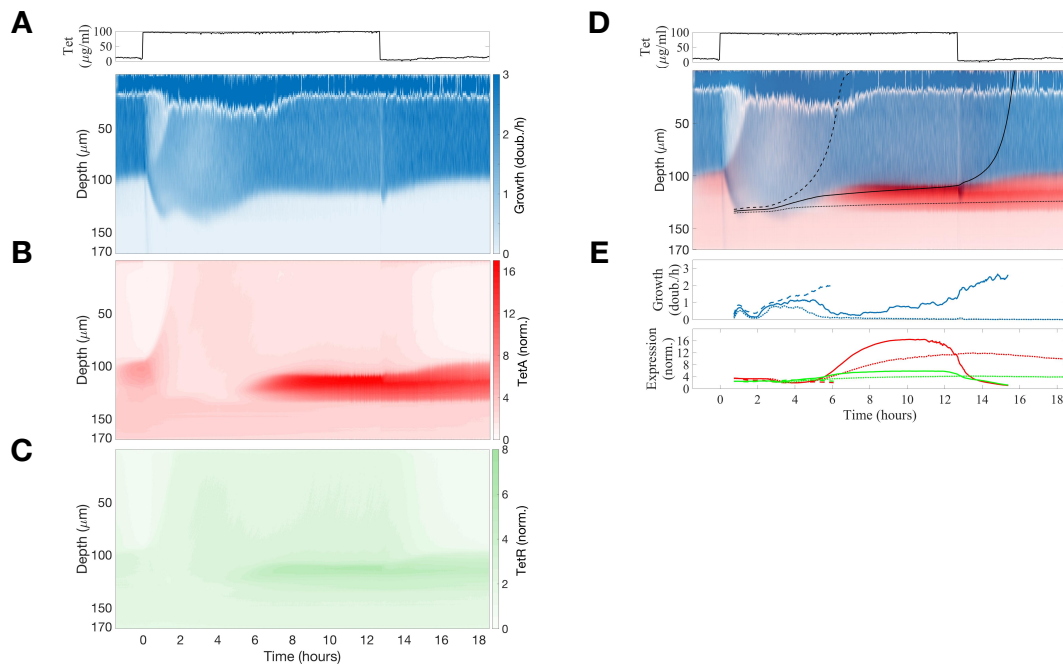 A
Tet
(μg/ml)
100
50
0
Depth (μm)
50
100
150
170
3
2
1
0
Growth (doub./h)
B
Depth (μm)
50
100
150
170
16
12
8
4
0
TetA (norm.)
C
Depth (μm)
50
100
150
170
8
6
4
2
0
TetR (norm.)
0 2 4 6 8 10 12 14 16 18
Time (hours)
D
Tet
(μg/ml)
100
50
0
Depth (μm)
50
100
150
170
E
Growth
(doub./h)
3
2
1
0
Expression
(norm.)
16
12
8
4
0
0 2 4 6 8 10 12 14 16 18
Time (hours)